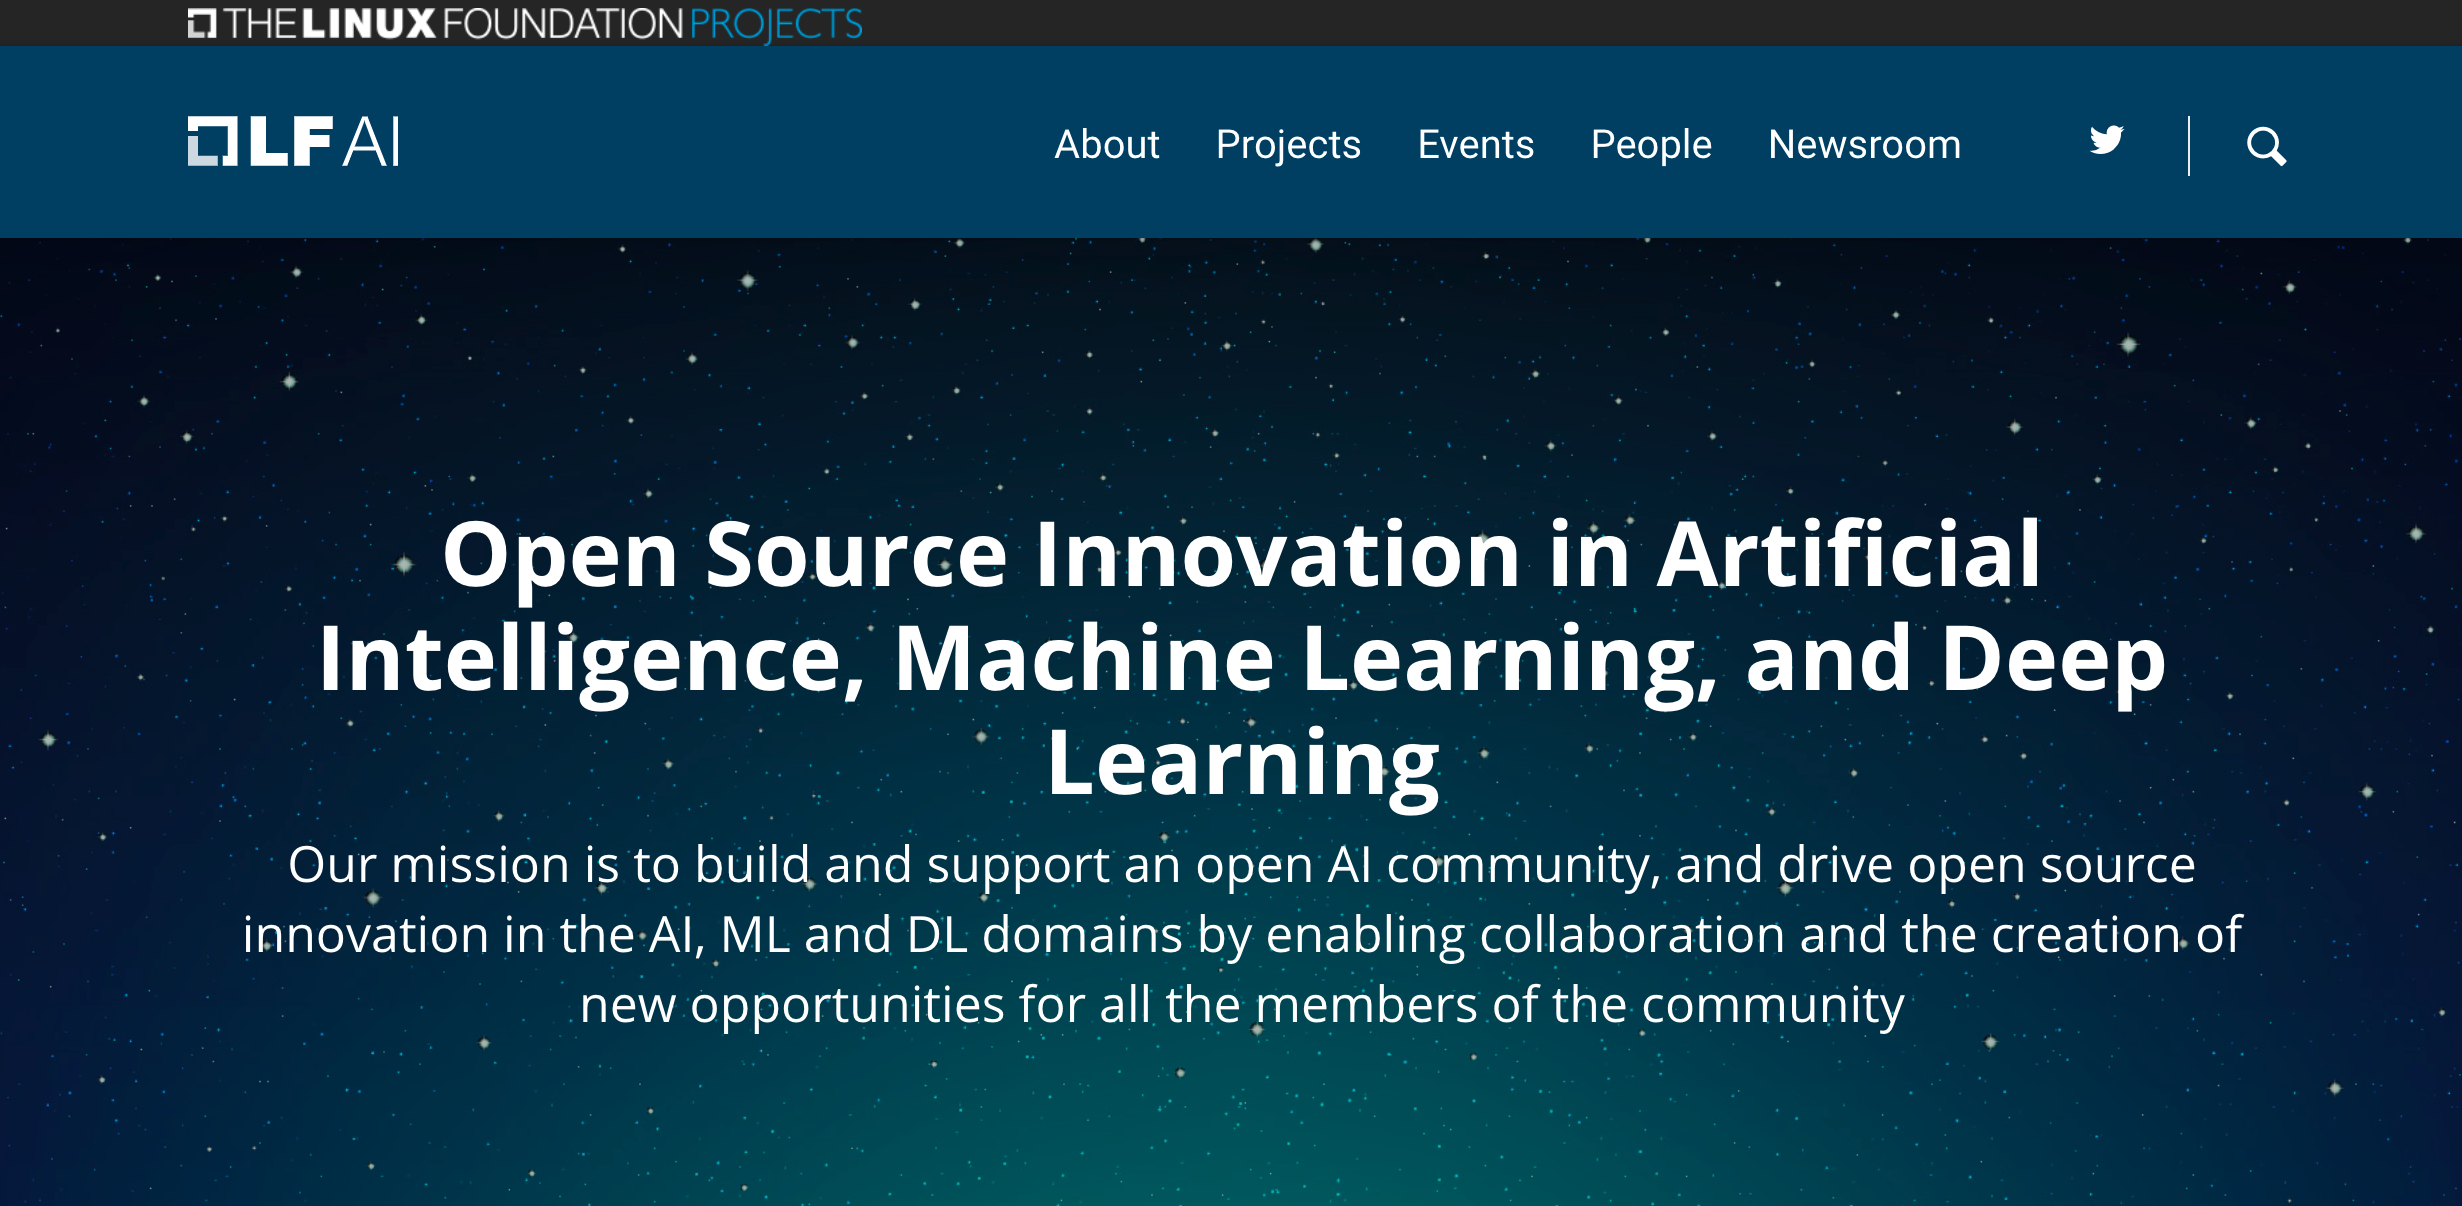 THE LINUX FOUNDATION PROJECTS
LF AI
About Projects Events People Newsroom
Open Source Innovation in Artificial
Intelligence, Machine Learning, and Deep
Learning
Our mission is to build and support an open AI community, and drive open source
innovation in the AI, ML and DL domains by enabling collaboration and the creation of
new opportunities for all the members of the community